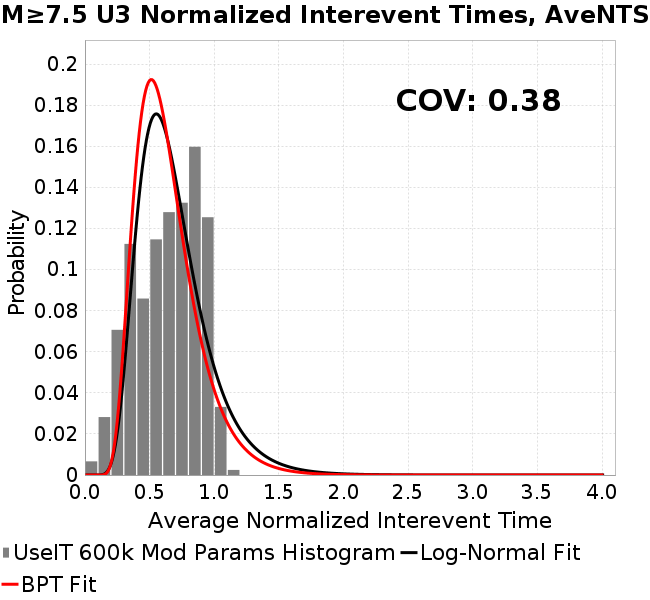 M≥7.5 U3 Normalized Interevent Times, AveNTS
COV: 0.38
Probability
0.2
0.18
0.16
0.14
0.12
0.1
0.08
0.06
0.04
0.02
0
0.0 0.5 1.0 1.5 2.0 2.5 3.0 3.5 4.0
Average Normalized Interevent Time
UseIT 600k Mod Params Histogram Log-Normal Fit
BPT Fit